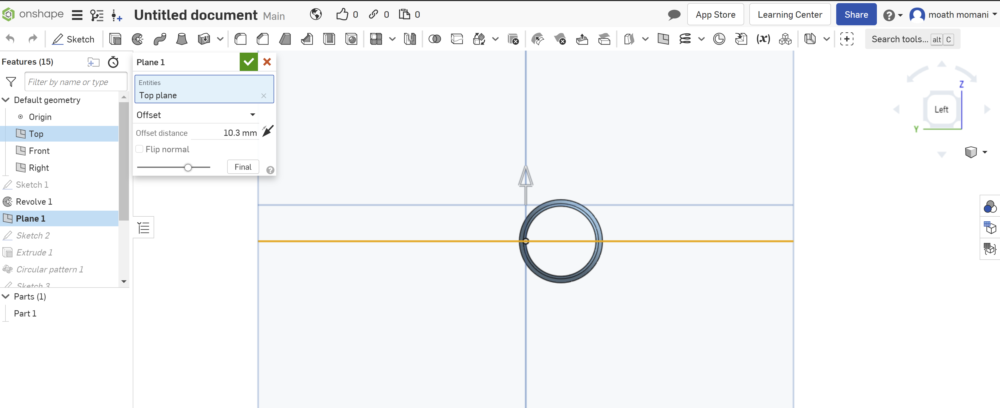 onshape Untitled document Main 0 0 0 App Store Learning Center Share ? moath momani
Sketch (x) Search tools... alt C
Features (15)
Filter by name or type
Default geometry
Origin
Top
Front
Right
Sketch 1
Revolve 1
Plane 1
Sketch 2
Extrude 1
Circular pattern 1
Sketch 3
Parts (1)
Part 1
Plane 1
Entities
Top plane
Offset
Offset distance 10.3 mm
Flip normal
Final ?
Z
Left
Y